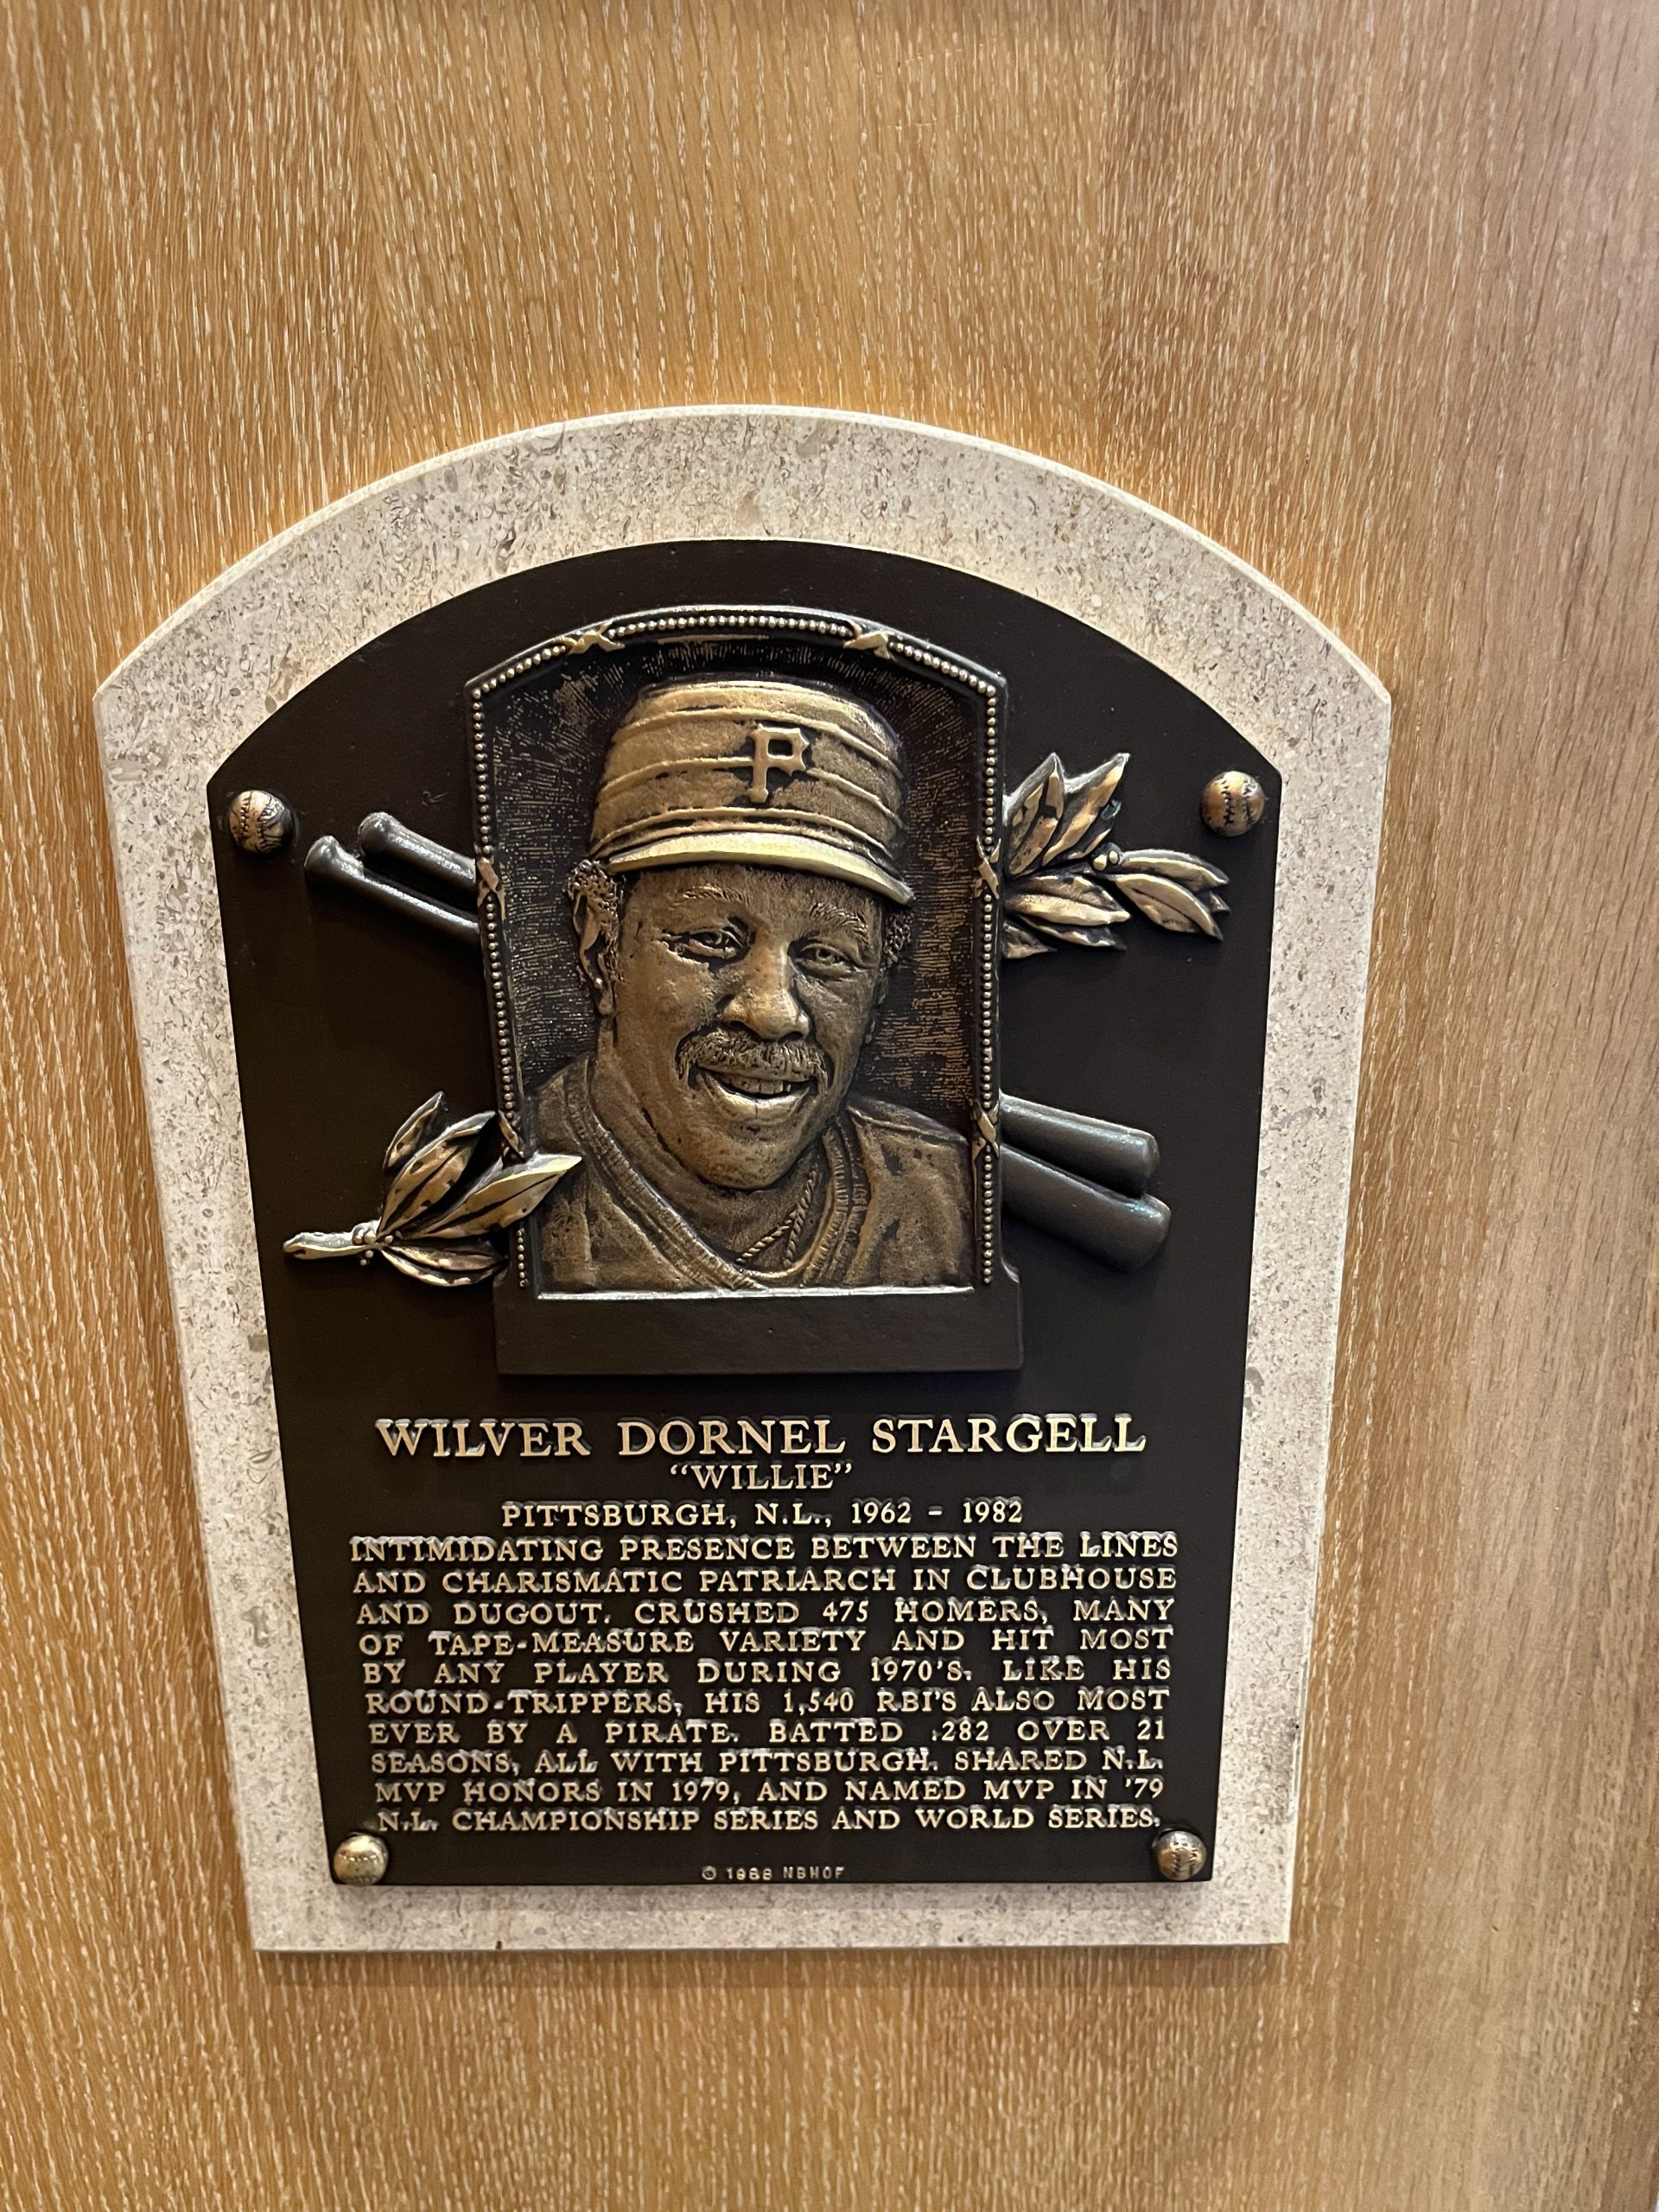 P
WILVER DORNEL STARGELL
"WILLIE"
PITTSBURGH, N.L., 1962 - 1982
INTIMIDATING PRESENCE BETWEEN THE LINES
AND CHARISMATIC PATRIARCH IN CLUBHOUSE
AND DUGOUT. CRUSHED 475 HOMERS, MANY
OF TAPE-MEASURE VARIETY AND HIT MOST
BY ANY PLAYER DURING 1970'S. LIKE HIS
ROUND-TRIPPERS, HIS 1,540 RBI'S ALSO MOST
EVER BY A PIRATE. BATTED .282 OVER 21
SEASONS, ALL WITH PITTSBURGH. SHARED N.L.
MVP HONORS IN 1979, AND NAMED MVP IN '79
N.L. CHAMPIONSHIP SERIES AND WORLD SERIES.
© 1988 NBHOF